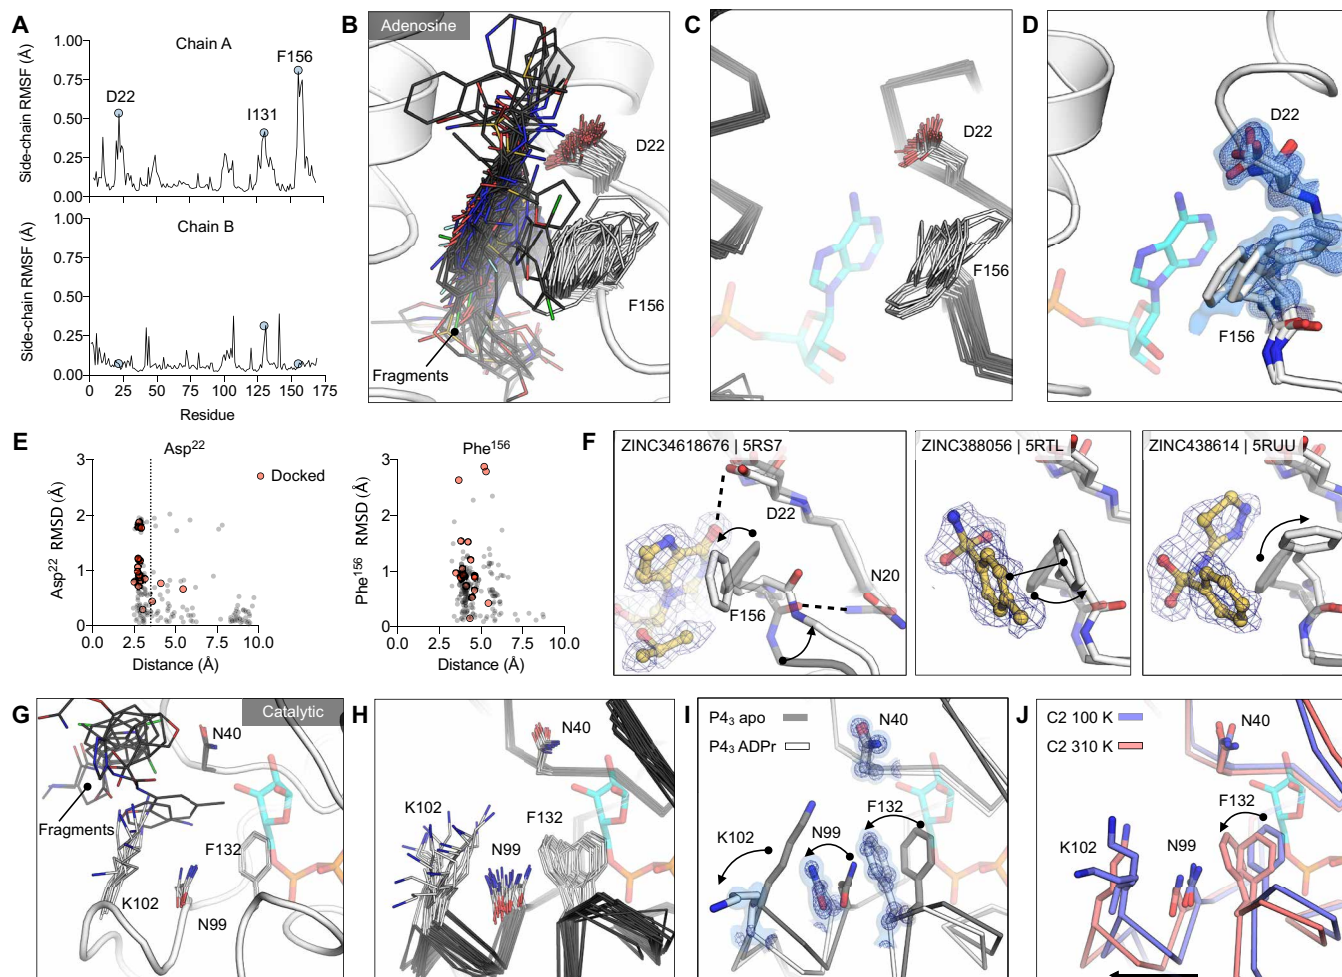 A
Chain A
Side-chain RMSF (Å)
1.00
0.75
0.50
0.25
0.00
D22
I131
F156
Chain B
Side-chain RMSF (Å)
1.00
0.75
0.50
0.25
0.00
0 25 50 75 100 125 150 175
Residue
B
Adenosine
D22
F156
Fragments
C
D22
F156
D
D22
F156
E
Asp22
Asp22 RMSD (Å)
3
2
1
0
0 2.5 5.0 7.5 10.0
Distance (Å)
Docked
Phe156
Phe156 RMSD (Å)
3
2
1
0
0 2.5 5.0 7.5 10.0
Distance (Å)
F
ZINC34618676 | 5RS7
D22
N20
F156
ZINC388056 | 5RTL
ZINC438614 | 5RUU
G
Catalytic
N40
Fragments
F132
K102
N99
H
N40
K102
F132
N99
I
P43 apo
P43 ADPr
N40
F132
K102
N99
J
C2 100 K
C2 310 K
N40
F132
K102
N99